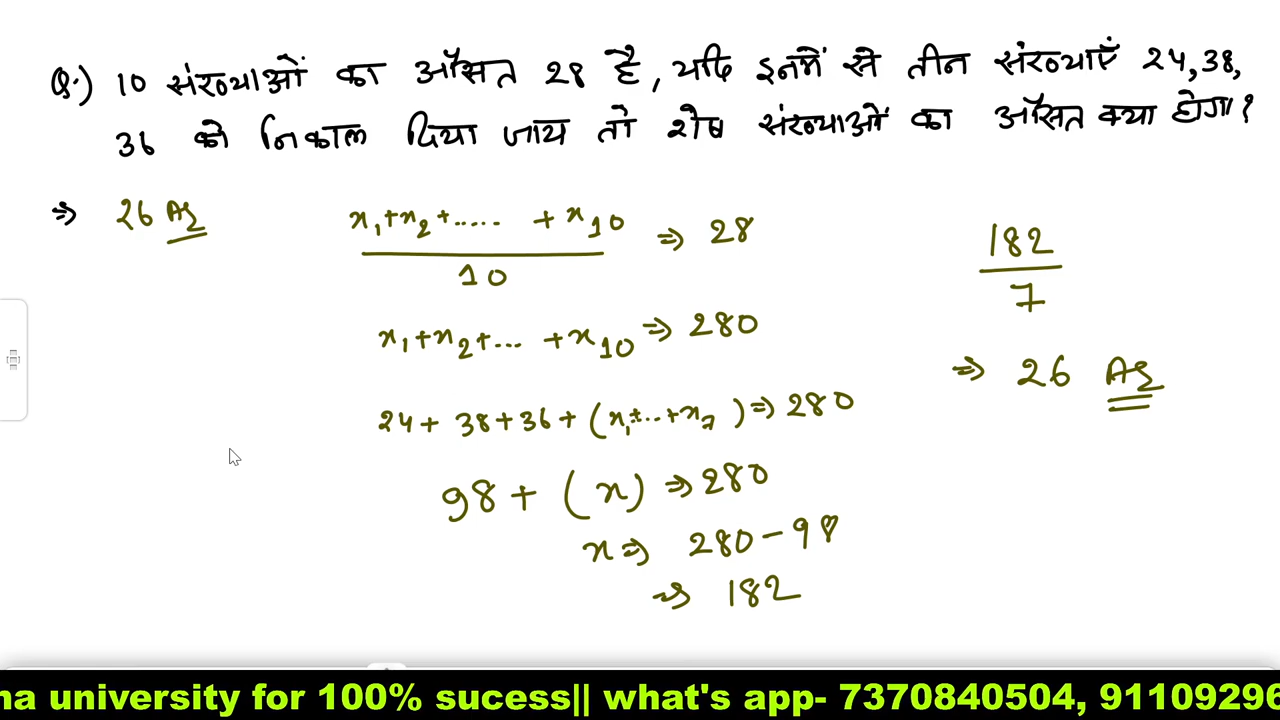 Q.) 10 संख्याओं का औसत 28 है, यदि इनमें से तीन संख्याएं 24, 38,
36 को निकाल दिया जाय तो शेष संख्याओं का औसत क्या होगा?
⇒ 26 Ans
x₁+x₂+..... +x₁₀ / 10 ⇒ 28
x₁+x₂+... +x₁₀ ⇒ 280
24+ 38+36+ (x₁+..+x₇) ⇒ 280
98 + (x) ⇒ 280
x ⇒ 280-98
⇒ 182
182 / 7
⇒ 26 Ans
na university for 100% sucess|| what's app- 7370840504, 91109296